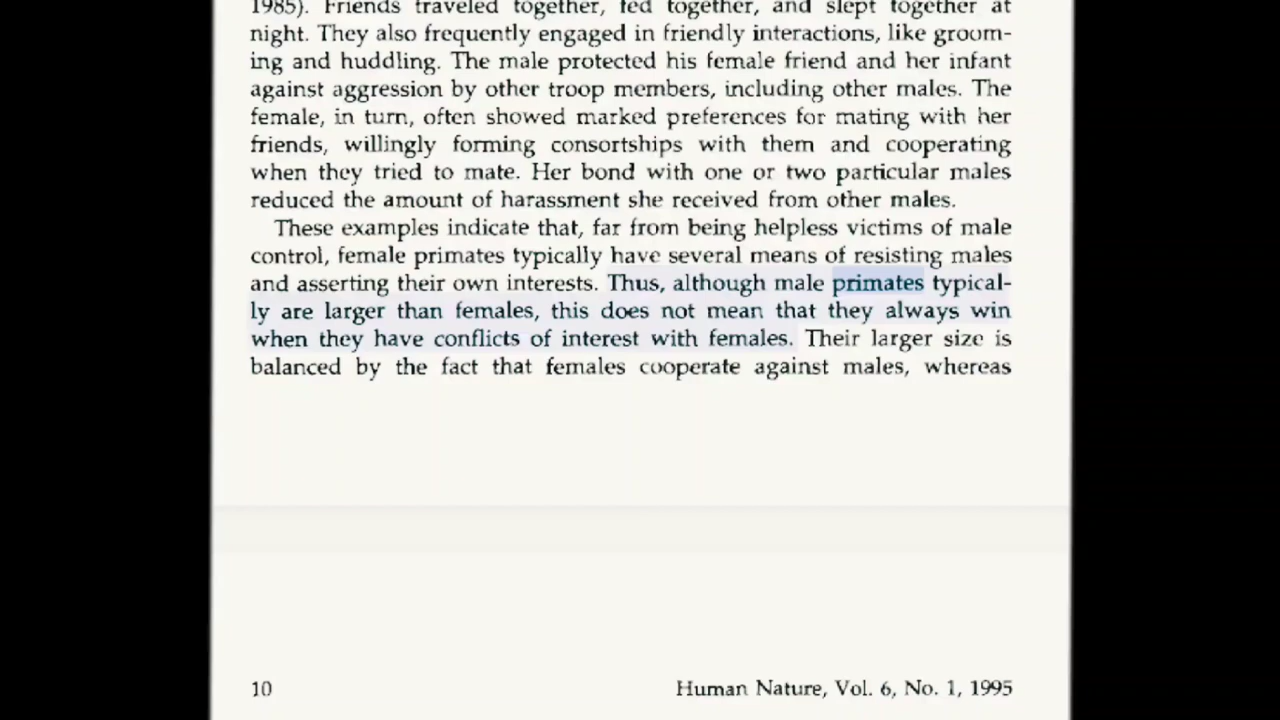 1985). Friends traveled together, fed together, and slept together at
night. They also frequently engaged in friendly interactions, like groom-
ing and huddling. The male protected his female friend and her infant
against aggression by other troop members, including other males. The
female, in turn, often showed marked preferences for mating with her
friends, willingly forming consortships with them and cooperating
when they tried to mate. Her bond with one or two particular males
reduced the amount of harassment she received from other males.
These examples indicate that, far from being helpless victims of male
control, female primates typically have several means of resisting males
and asserting their own interests. Thus, although male primates typical-
ly are larger than females, this does not mean that they always win
when they have conflicts of interest with females. Their larger size is
balanced by the fact that females cooperate against males, whereas
10 Human Nature, Vol. 6, No. 1, 1995